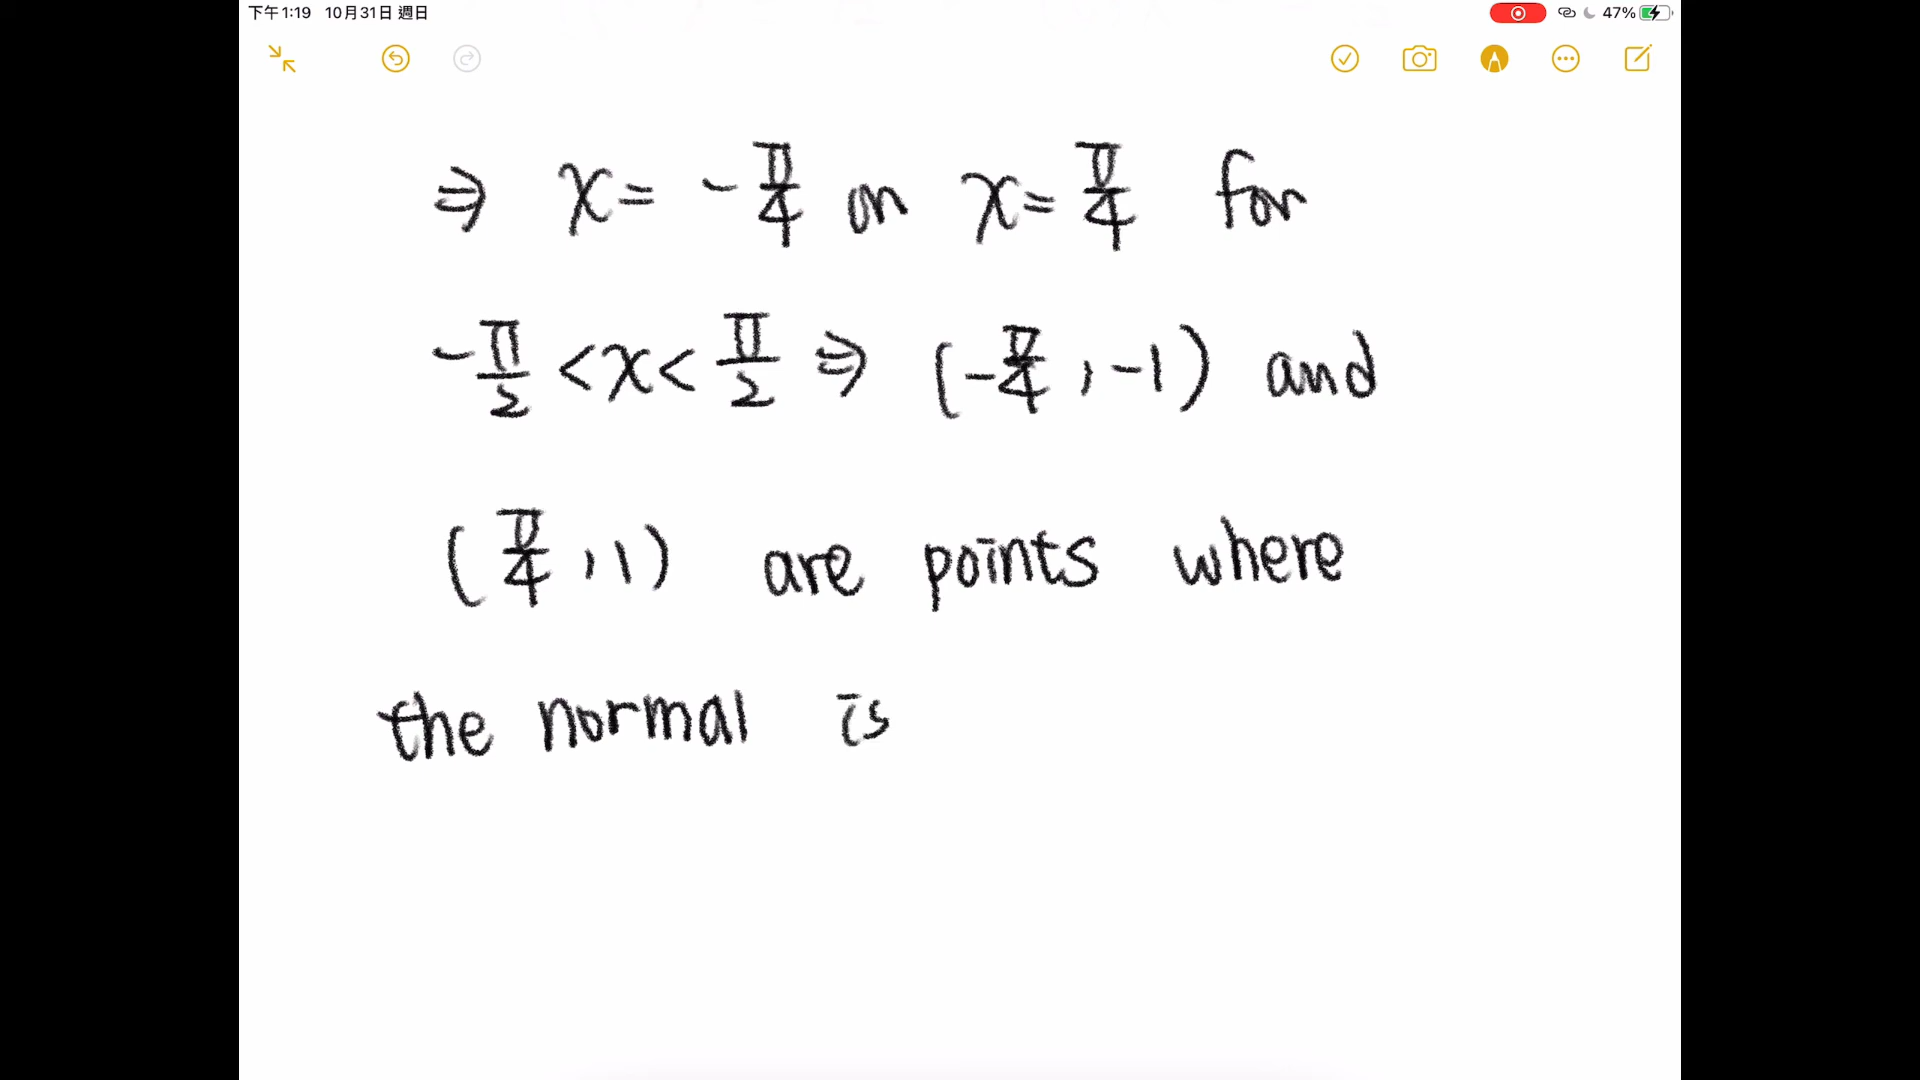 下午1:19 10月31日 週日 47%
⇒ x = -π/4 or x = π/4 for
-π/2 < x < π/2 ⇒ (-π/4, -1) and
(π/4, 1) are points where
the normal is